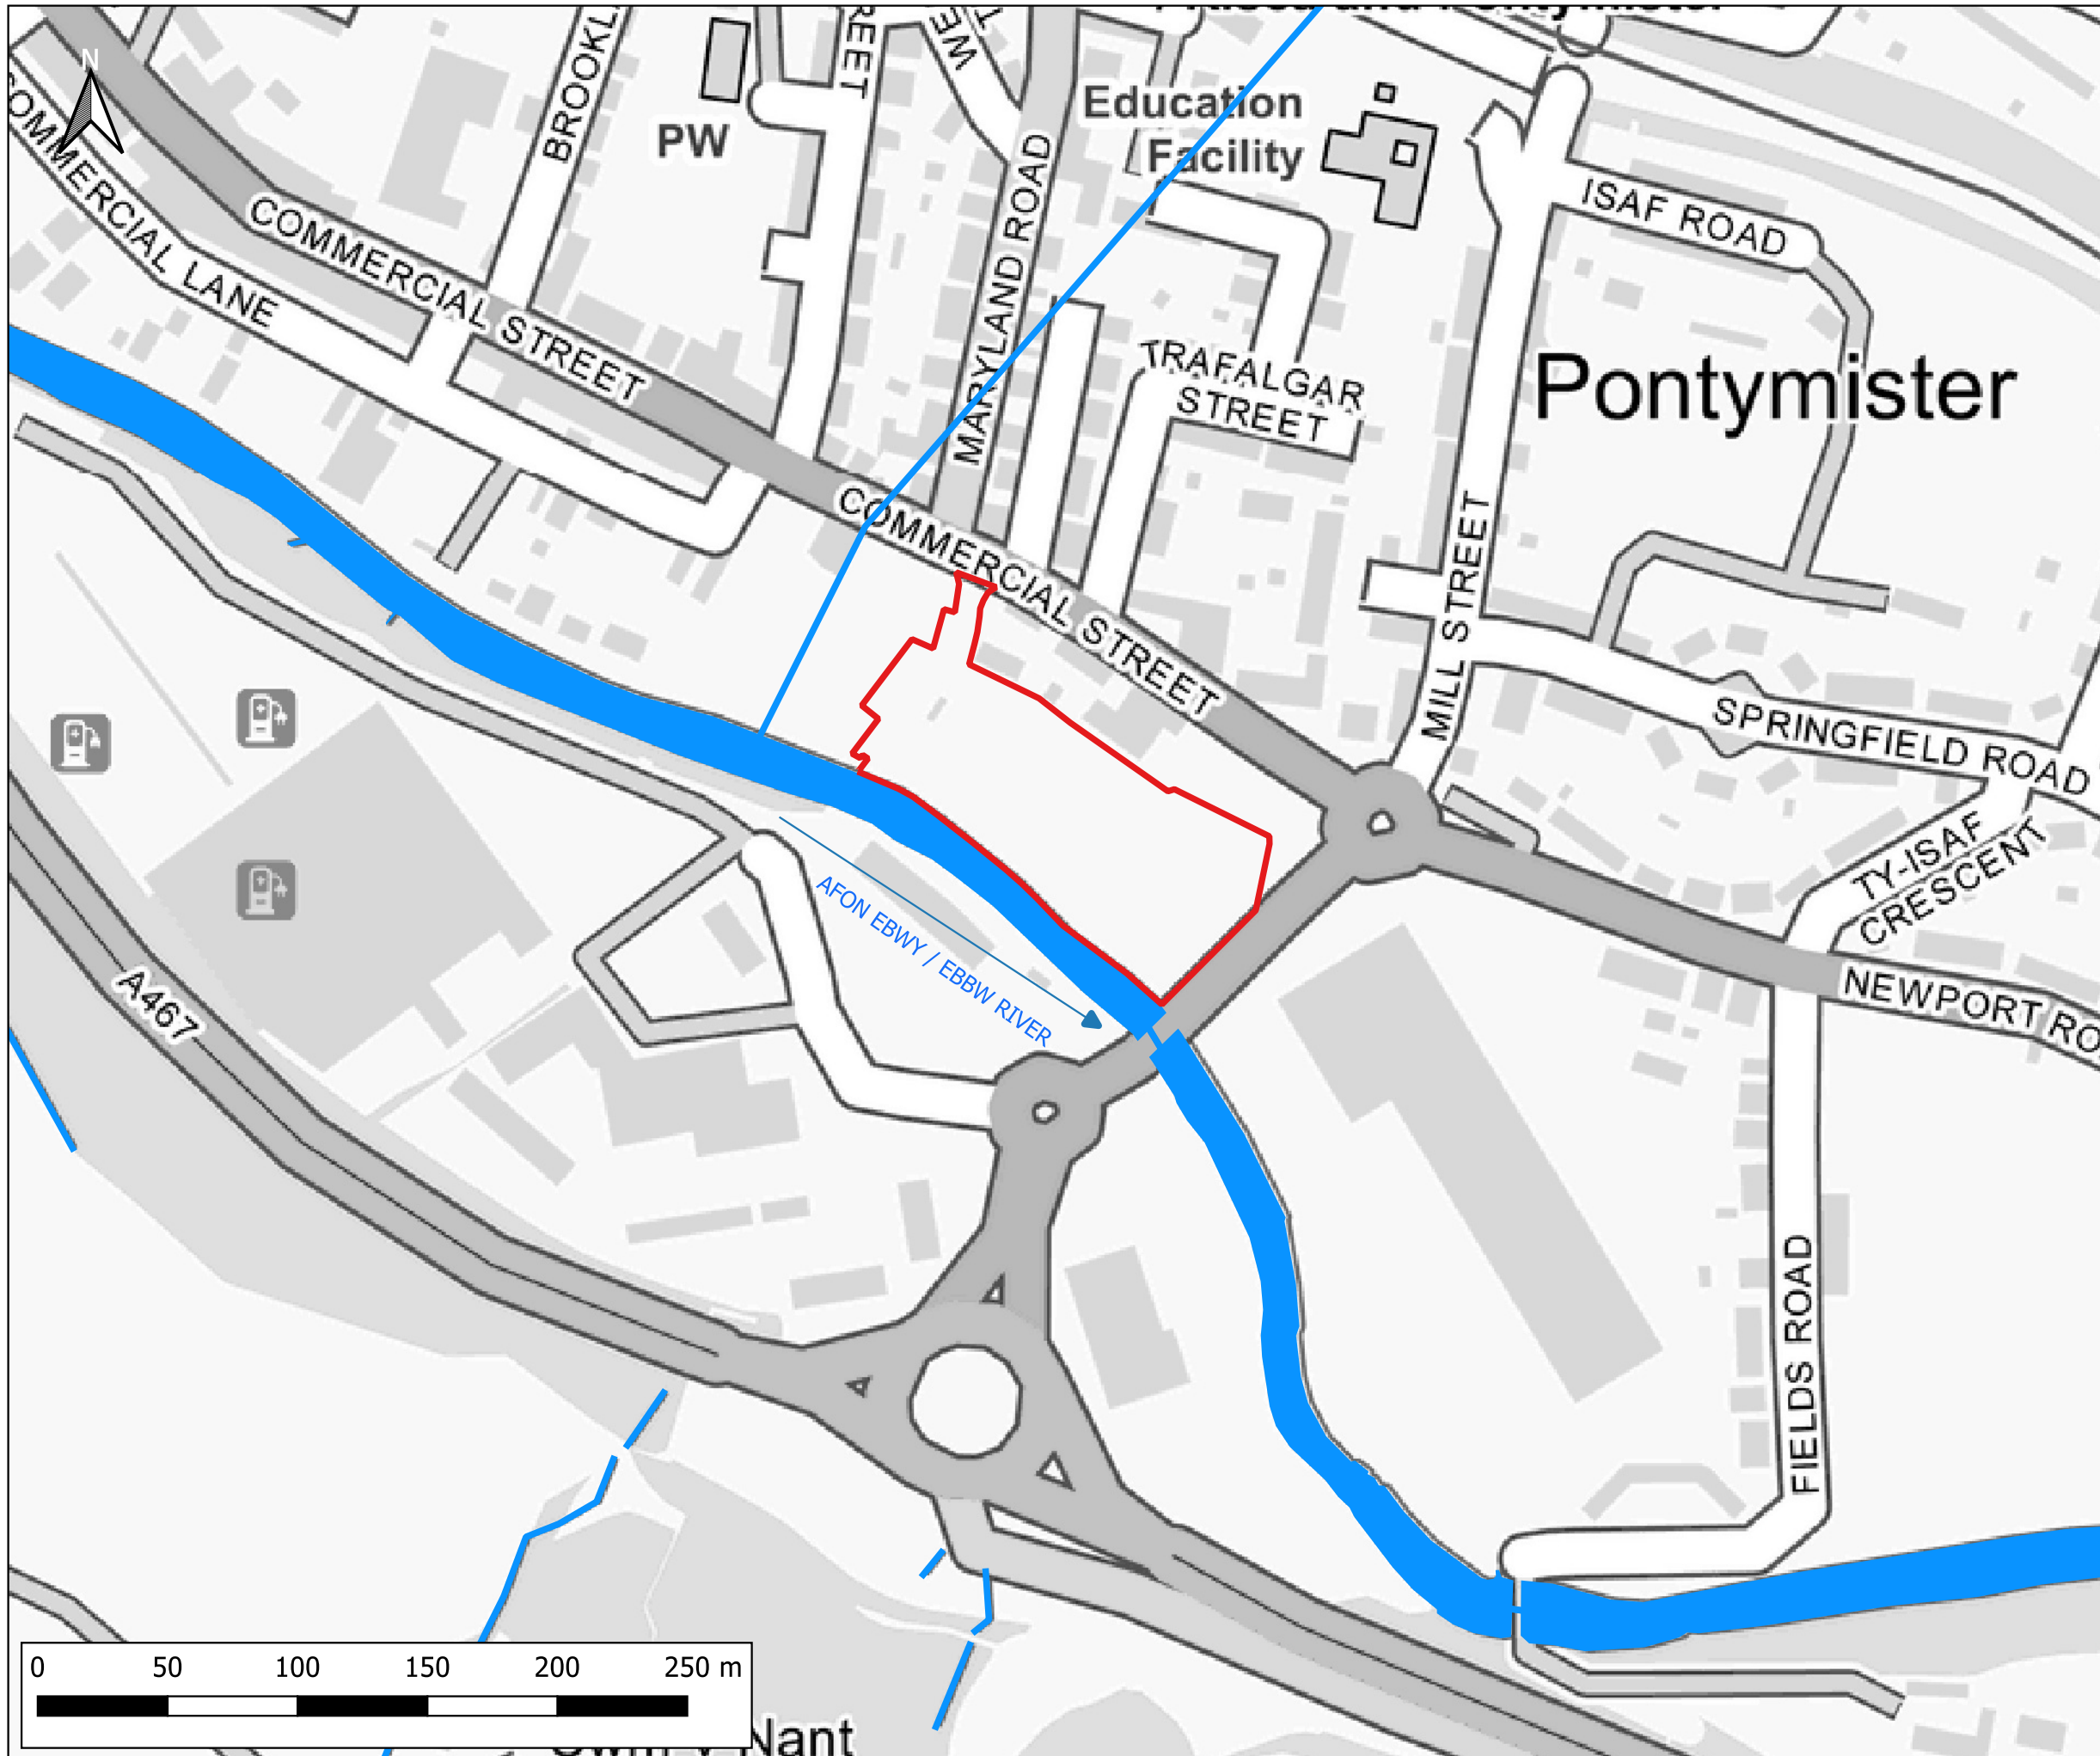 and Pontymister
N
BROOKL
REET
WE
Education
Facility
PW
COMMERCIAL LANE
COMMERCIAL STREET
MARYLAND ROAD
ISAF ROAD
TRAFALGAR
STREET
Pontymister
COMMERCIAL STREET
MILL STREET
SPRINGFIELD ROAD
TY-ISAF
CRESCENT
AFON EBWY / EBBW RIVER
A467
NEWPORT RO
FIELDS ROAD
0 50 100 150 200 250 m
Nant